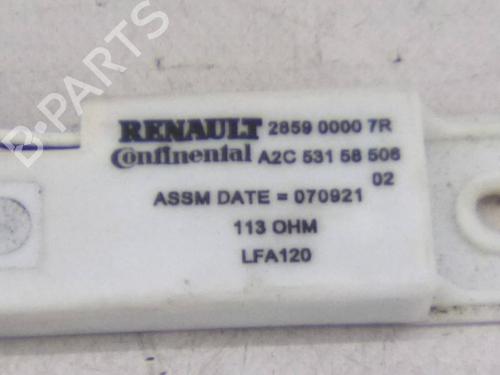 B-PARTS
RENAULT 2859 0000 7R
Continental A2C 531 58 506
02
ASSM DATE = 070921
113 OHM
LFA120